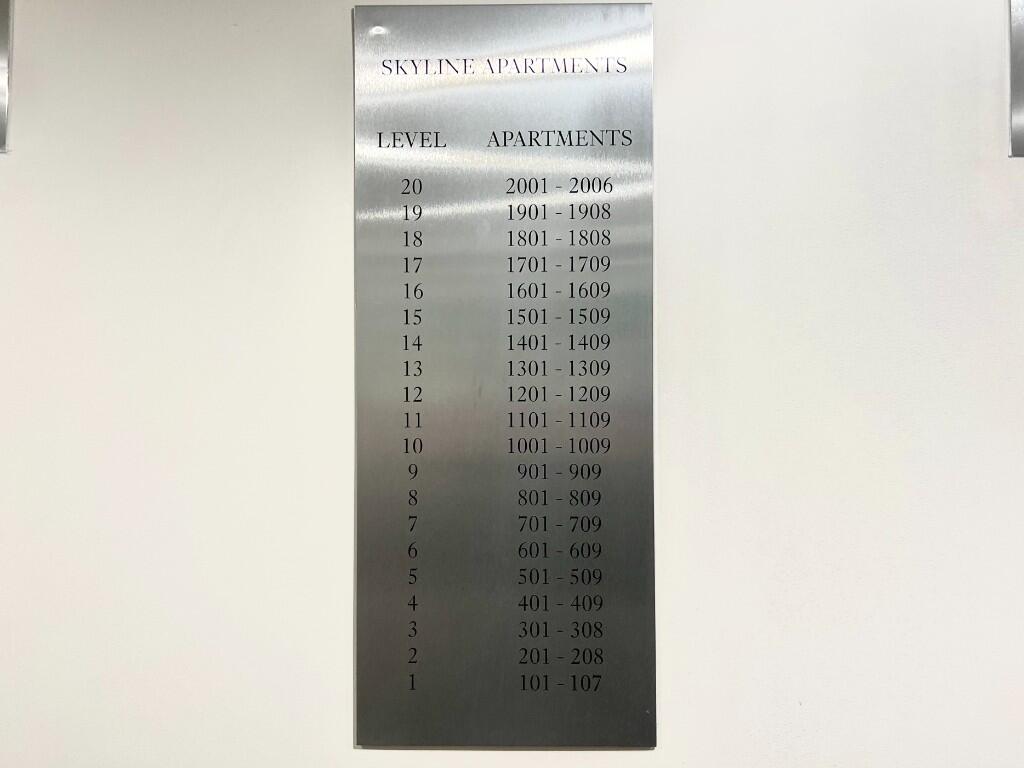 SKYLINE APARTMENTS
LEVEL APARTMENTS
20 2001 - 2006
19 1901 - 1908
18 1801 - 1808
17 1701 - 1709
16 1601 - 1609
15 1501 - 1509
14 1401 - 1409
13 1301 - 1309
12 1201 - 1209
11 1101 - 1109
10 1001 - 1009
9 901 - 909
8 801 - 809
7 701 - 709
6 601 - 609
5 501 - 509
4 401 - 409
3 301 - 308
2 201 - 208
1 101 - 107